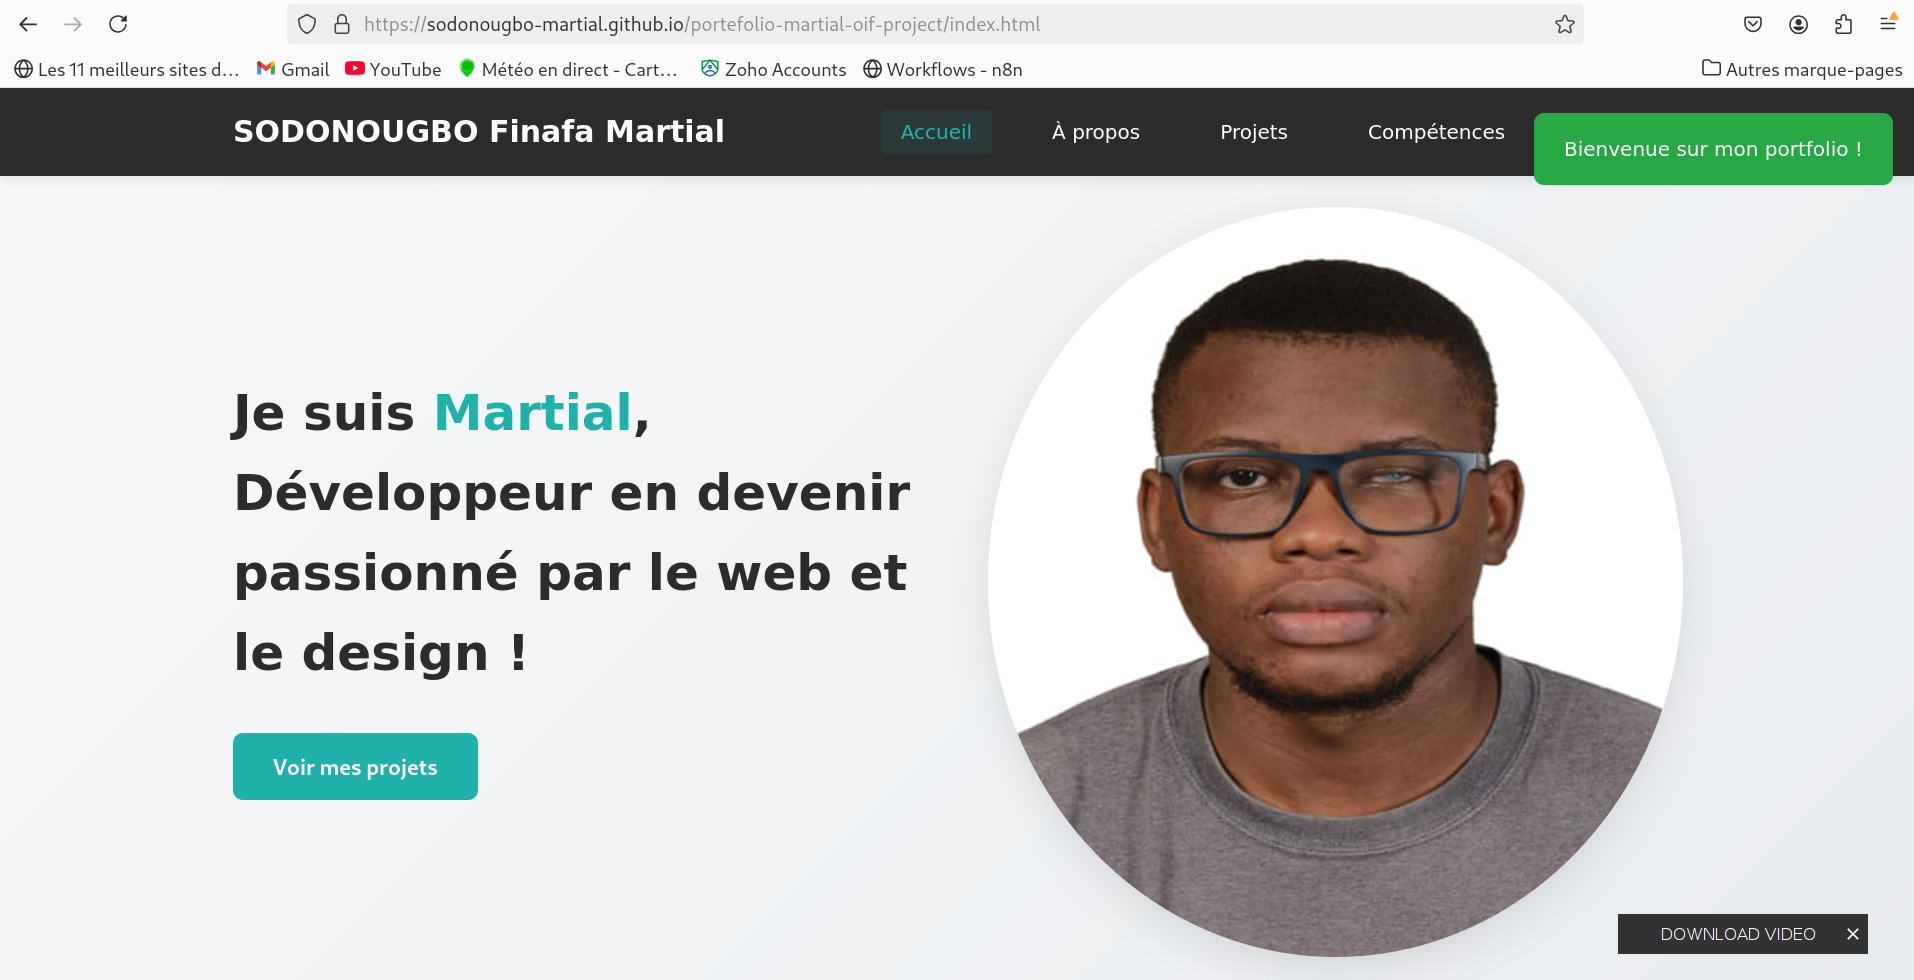 https://sodonougbo-martial.github.io/portefolio-martial-oif-project/index.html
Les 11 meilleurs sites d… Gmail YouTube Météo en direct - Cart… Zoho Accounts Workflows - n8n Autres marque-pages
SODONOUGBO Finafa Martial Accueil À propos Projets Compétences
Bienvenue sur mon portfolio !
Je suis Martial,
Développeur en devenir
passionné par le web et
le design !
Voir mes projets
DOWNLOAD VIDEO